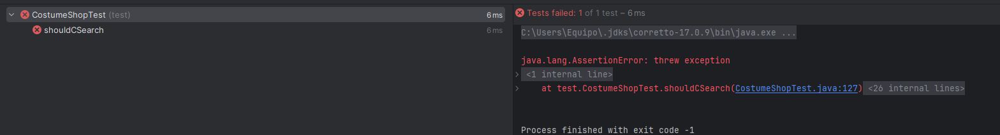 CostumeShopTest (test) 6 ms
shouldCSearch 6 ms
Tests failed: 1 of 1 test – 6 ms
C:\Users\Equipo\.jdks\corretto-17.0.9\bin\java.exe ...
java.lang.AssertionError: threw exception
<1 internal line>
at test.CostumeShopTest.shouldCSearch(CostumeShopTest.java:127) <26 internal lines>
Process finished with exit code -1